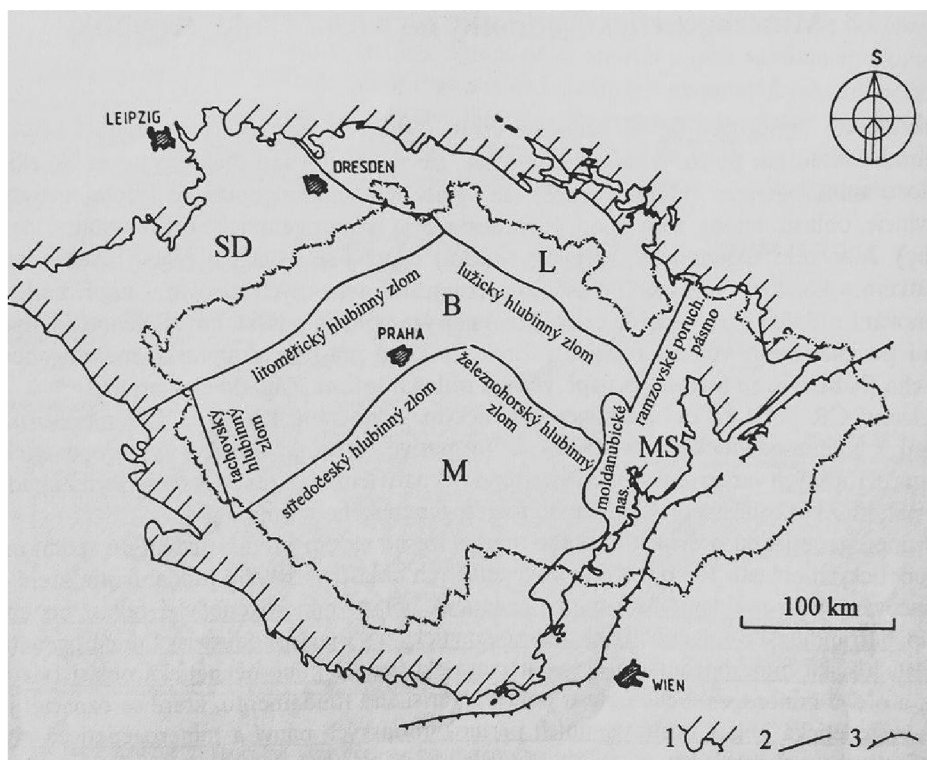 S
LEIPZIG
DRESDEN
SD
L
litoměřický hlubinný zlom
B
lužický hlubinný zlom
PRAHA
ramzovské poruch.
pásmo
tachovský
hlubinný
zlom
středočeský hlubinný zlom
železnohorský hlubinný
zlom
M
moldanubické
nas.
MS
100 km
WIEN
1
2
3